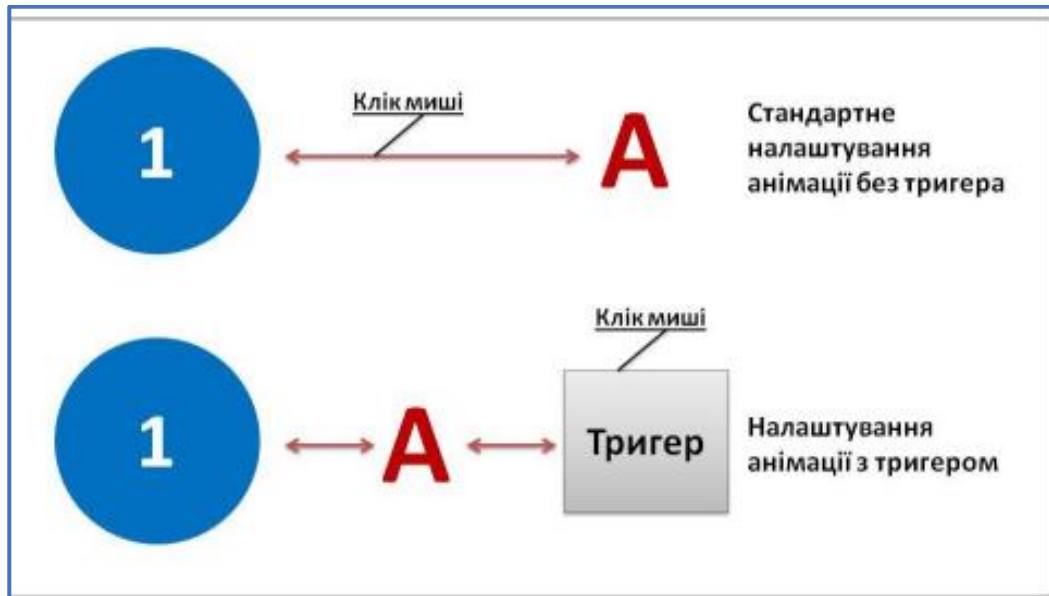 1
Клік миші
А
Стандартне
налаштування
анімації без тригера
1
А
Клік миші
Тригер
Налаштування
анімації з тригером